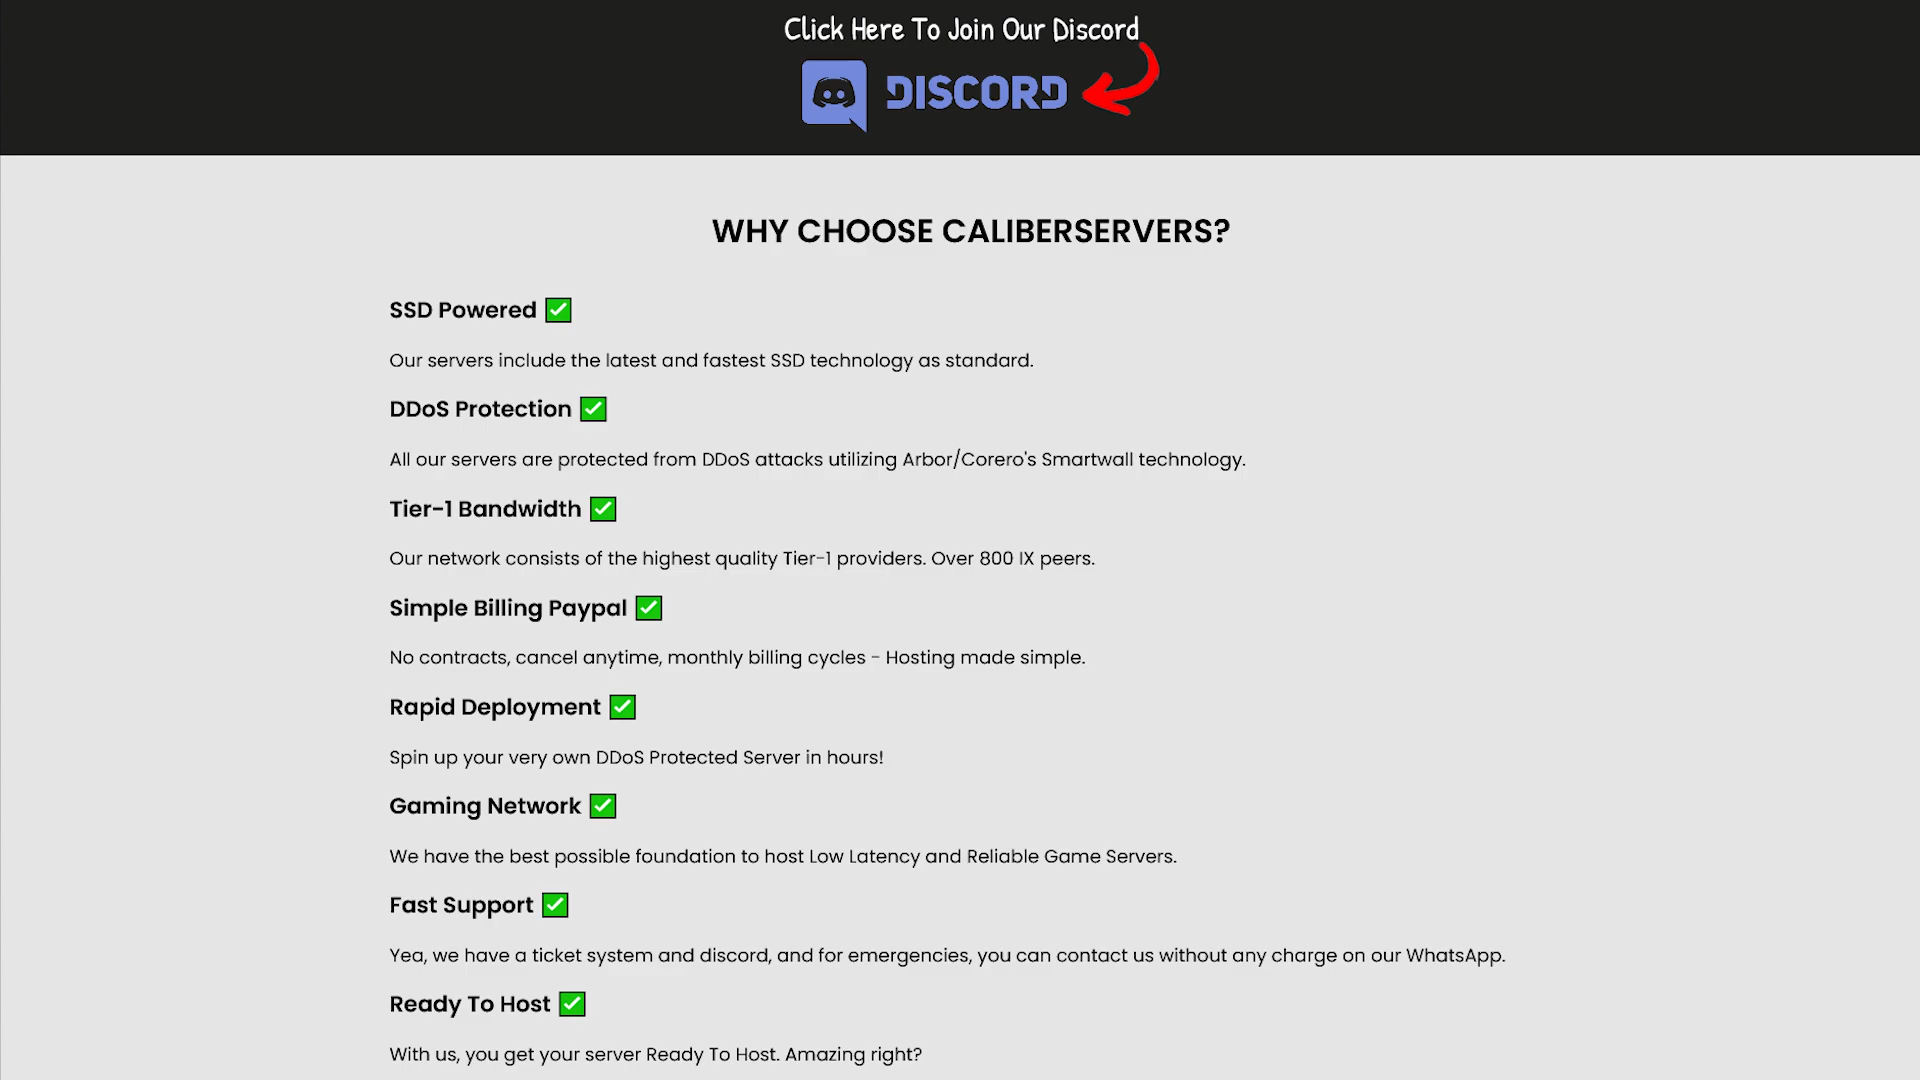 Click Here To Join Our Discord
DISCORD
WHY CHOOSE CALIBERSERVERS?
SSD Powered ✅
Our servers include the latest and fastest SSD technology as standard.
DDoS Protection ✅
All our servers are protected from DDoS attacks utilizing Arbor/Corero's Smartwall technology.
Tier-1 Bandwidth ✅
Our network consists of the highest quality Tier-1 providers. Over 800 IX peers.
Simple Billing Paypal ✅
No contracts, cancel anytime, monthly billing cycles - Hosting made simple.
Rapid Deployment ✅
Spin up your very own DDoS Protected Server in hours!
Gaming Network ✅
We have the best possible foundation to host Low Latency and Reliable Game Servers.
Fast Support ✅
Yea, we have a ticket system and discord, and for emergencies, you can contact us without any charge on our WhatsApp.
Ready To Host ✅
With us, you get your server Ready To Host. Amazing right?